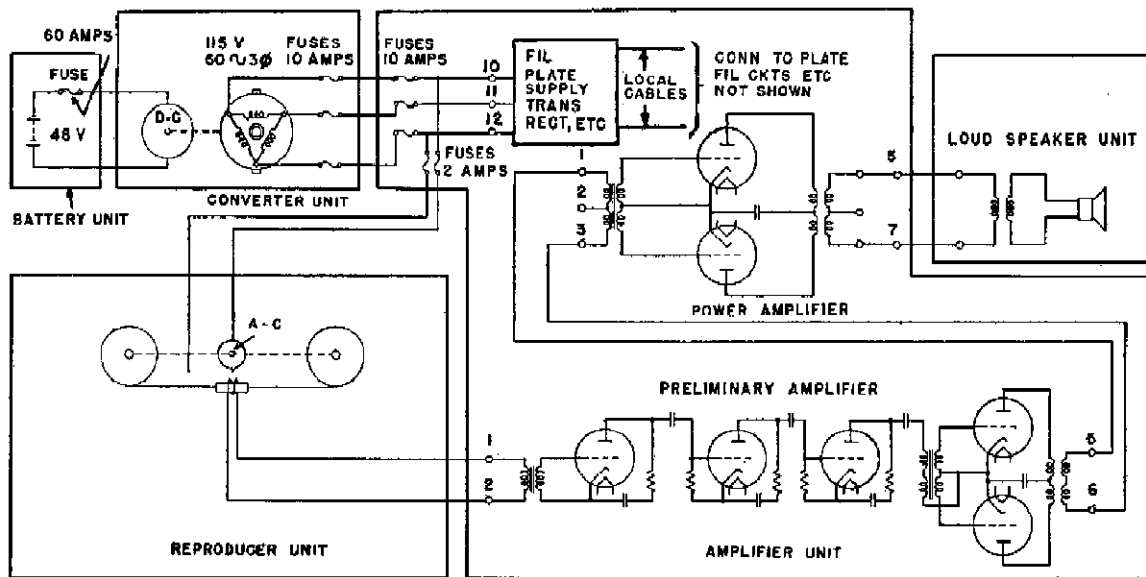 60 AMPS
FUSE
48 V
BATTERY UNIT
D-C
115 V
60 ~ 3Ø
FUSES
10 AMPS
CONVERTER UNIT
FUSES
10 AMPS
10
11
12
FUSES
2 AMPS
FIL
PLATE
SUPPLY
TRANS
RECT, ETC
LOCAL
CABLES
CONN TO PLATE
FIL CKTS ETC
NOT SHOWN
1
2
3
POWER AMPLIFIER
7
LOUD SPEAKER UNIT
A-C
REPRODUCER UNIT
1
2
PRELIMINARY AMPLIFIER
5
6
AMPLIFIER UNIT